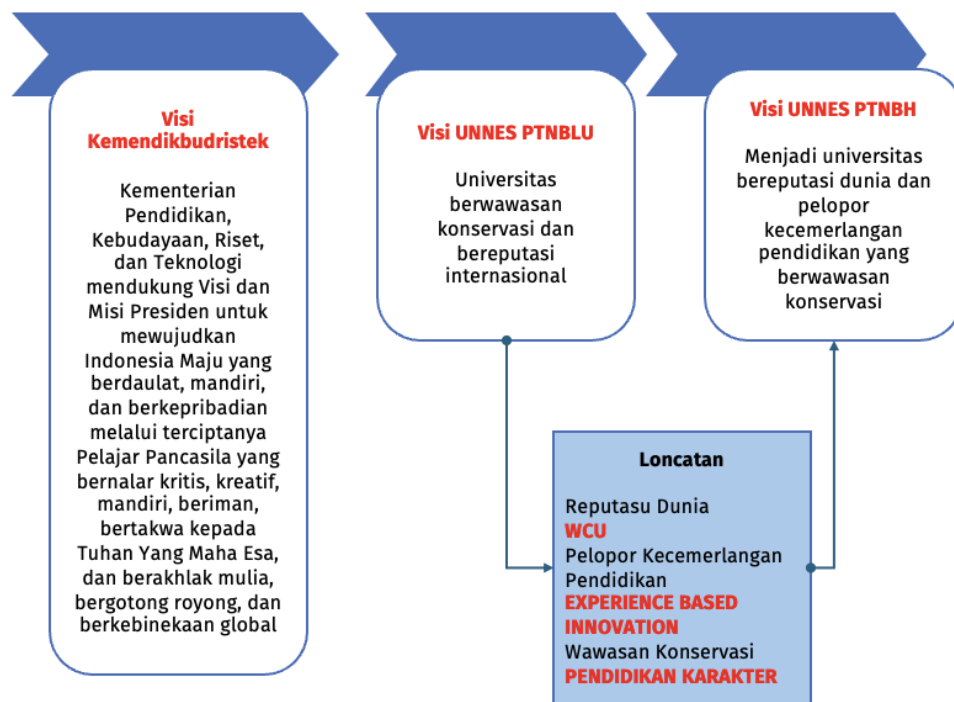 Visi
Kemendikbudristek
Kementerian
Pendidikan,
Kebudayaan, Riset,
dan Teknologi
mendukung Visi dan
Misi Presiden untuk
mewujudkan
Indonesia Maju yang
berdaulat, mandiri,
dan berkepribadian
melalui terciptanya
Pelajar Pancasila yang
bernalar kritis, kreatif,
mandiri, beriman,
bertakwa kepada
Tuhan Yang Maha Esa,
dan berakhlak mulia,
bergotong royong, dan
berkebinekaan global
Visi UNNES PTNBLU
Universitas
berwawasan
konservasi dan
bereputasi
internasional
Visi UNNES PTNBH
Menjadi universitas
bereputasi dunia dan
pelopor
kecemerlangan
pendidikan yang
berwawasan
konservasi
Loncatan
Reputasu Dunia
WCU
Pelopor Kecemerlangan
Pendidikan
EXPERIENCE BASED
INNOVATION
Wawasan Konservasi
PENDIDIKAN KARAKTER